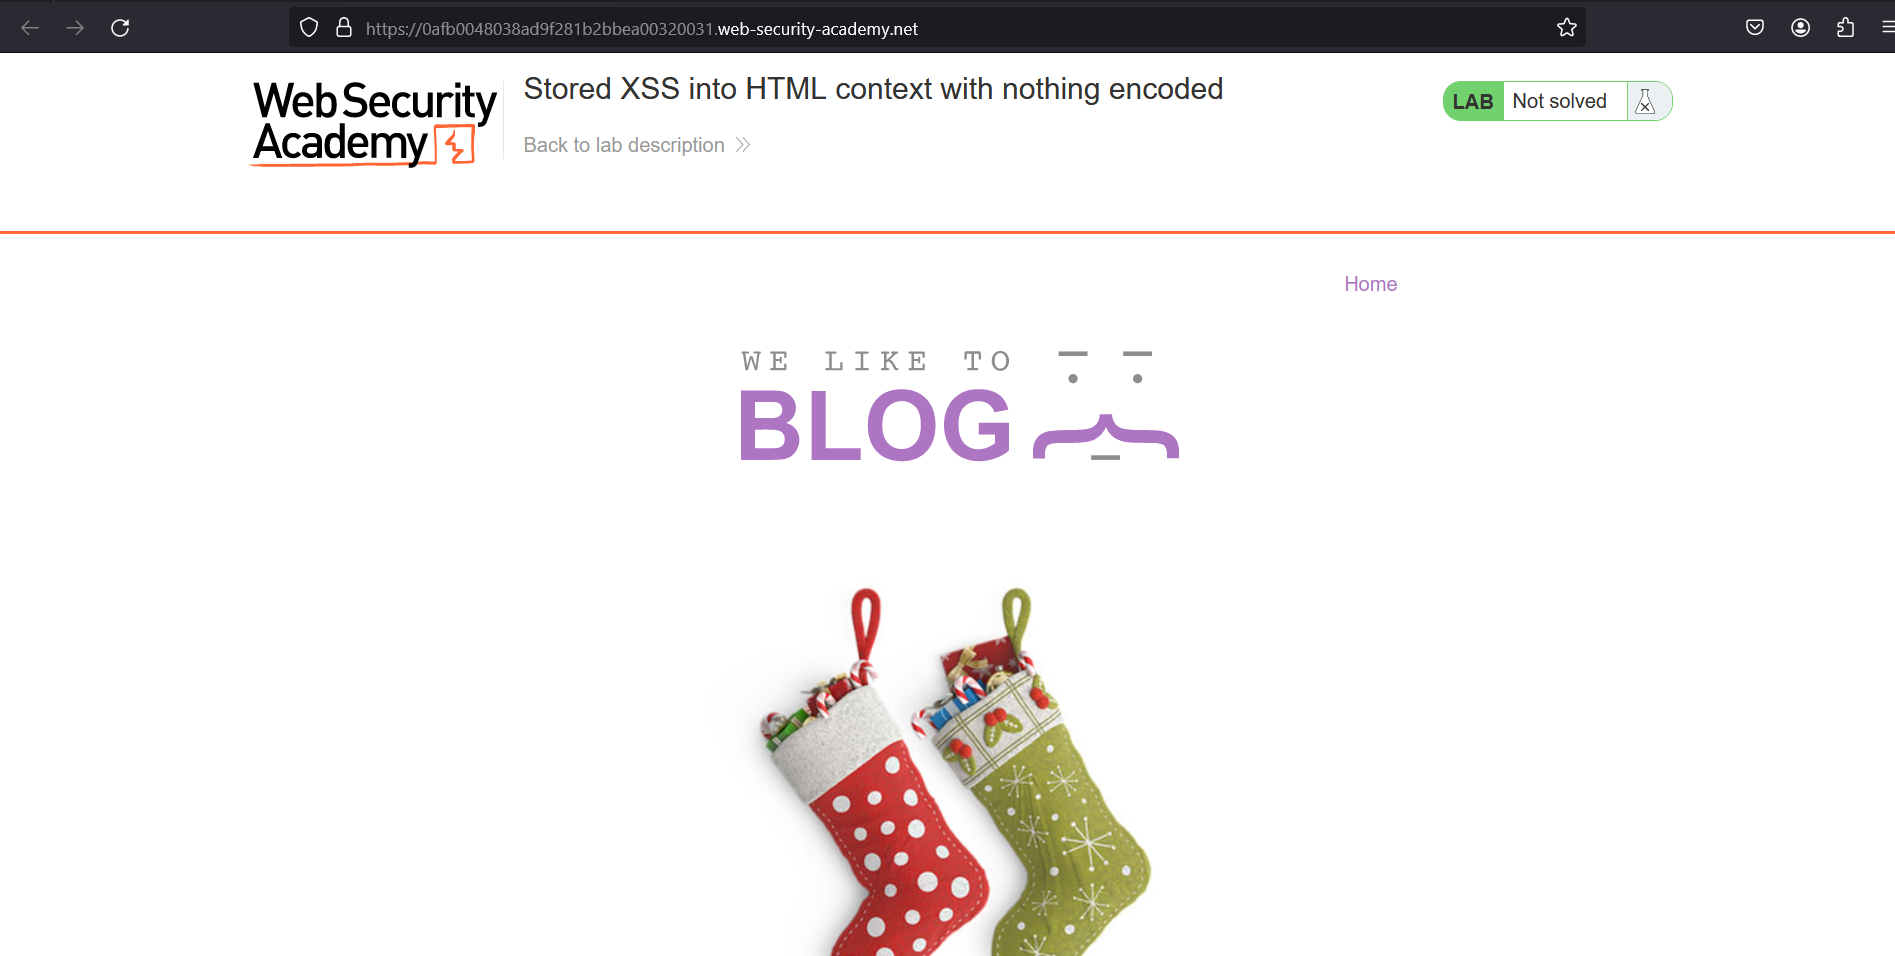 https://0afb0048038ad9f281b2bbea00320031.web-security-academy.net
Web Security
Academy
Stored XSS into HTML context with nothing encoded
Back to lab description
LAB Not solved
Home
WE LIKE TO
BLOG